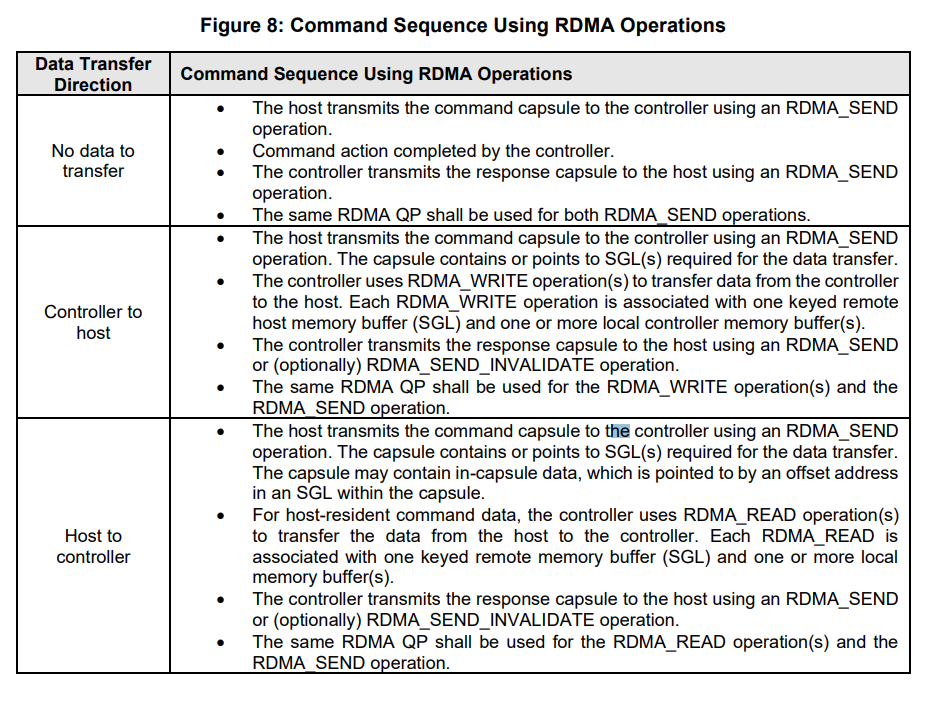 Figure 8: Command Sequence Using RDMA Operations
Data Transfer
Direction
Command Sequence Using RDMA Operations
No data to
transfer
• The host transmits the command capsule to the controller using an RDMA_SEND
operation.
• Command action completed by the controller.
• The controller transmits the response capsule to the host using an RDMA_SEND
operation.
• The same RDMA QP shall be used for both RDMA_SEND operations.
Controller to
host
• The host transmits the command capsule to the controller using an RDMA_SEND
operation. The capsule contains or points to SGL(s) required for the data transfer.
• The controller uses RDMA_WRITE operation(s) to transfer data from the controller
to the host. Each RDMA_WRITE operation is associated with one keyed remote
host memory buffer (SGL) and one or more local controller memory buffer(s).
• The controller transmits the response capsule to the host using an RDMA_SEND
or (optionally) RDMA_SEND_INVALIDATE operation.
• The same RDMA QP shall be used for the RDMA_WRITE operation(s) and the
RDMA_SEND operation.
Host to
controller
• The host transmits the command capsule to the controller using an RDMA_SEND
operation. The capsule contains or points to SGL(s) required for the data transfer.
The capsule may contain in-capsule data, which is pointed to by an offset address
in an SGL within the capsule.
• For host-resident command data, the controller uses RDMA_READ operation(s)
to transfer the data from the host to the controller. Each RDMA_READ is
associated with one keyed remote memory buffer (SGL) and one or more local
memory buffer(s).
• The controller transmits the response capsule to the host using an RDMA_SEND
or (optionally) RDMA_SEND_INVALIDATE operation.
• The same RDMA QP shall be used for the RDMA_READ operation(s) and the
RDMA_SEND operation.